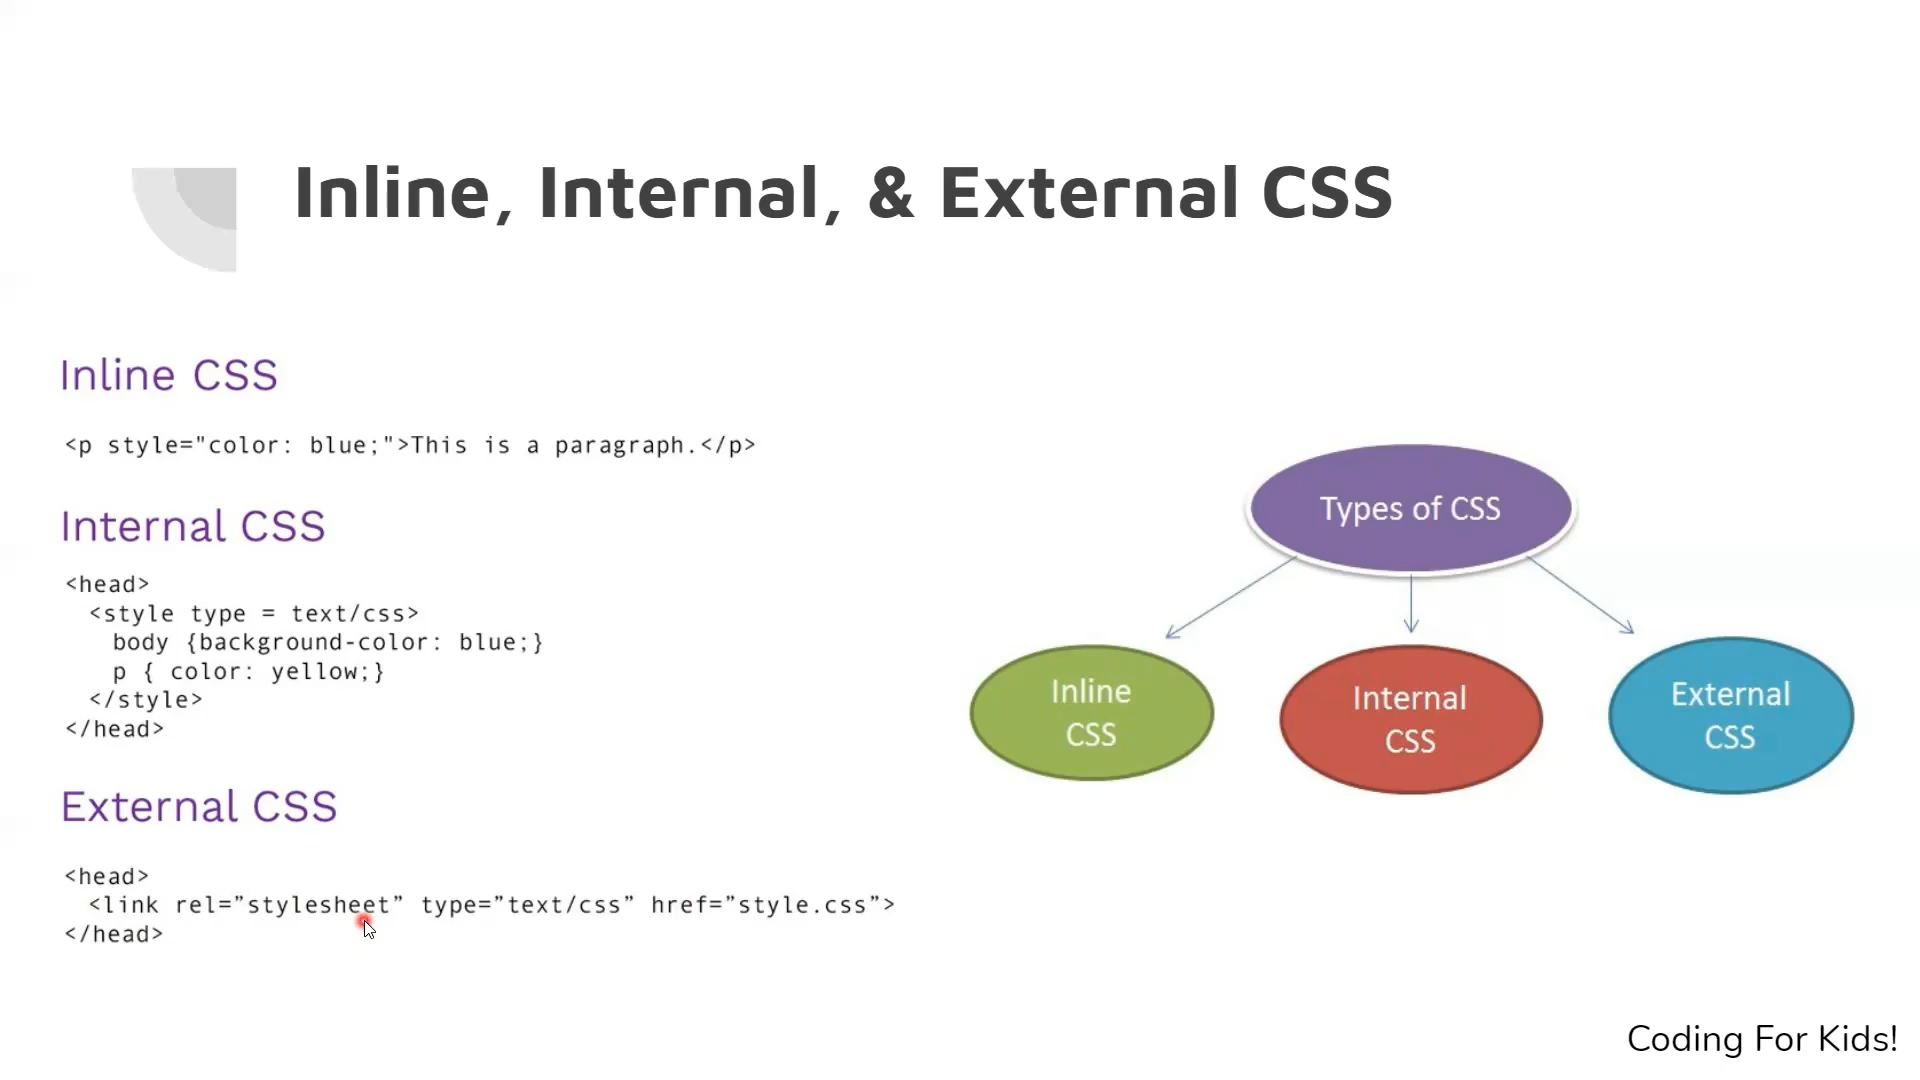 Inline, Internal, & External CSS
Inline CSS
<p style="color: blue;">This is a paragraph.</p>
Internal CSS
<head>
<style type = text/css>
body {background-color: blue;}
p { color: yellow;}
</style>
</head>
External CSS
<head>
<link rel=”stylesheet” type=”text/css” href=”style.css”>
</head>
Types of CSS
Inline
CSS
Internal
CSS
External
CSS
Coding For Kids!